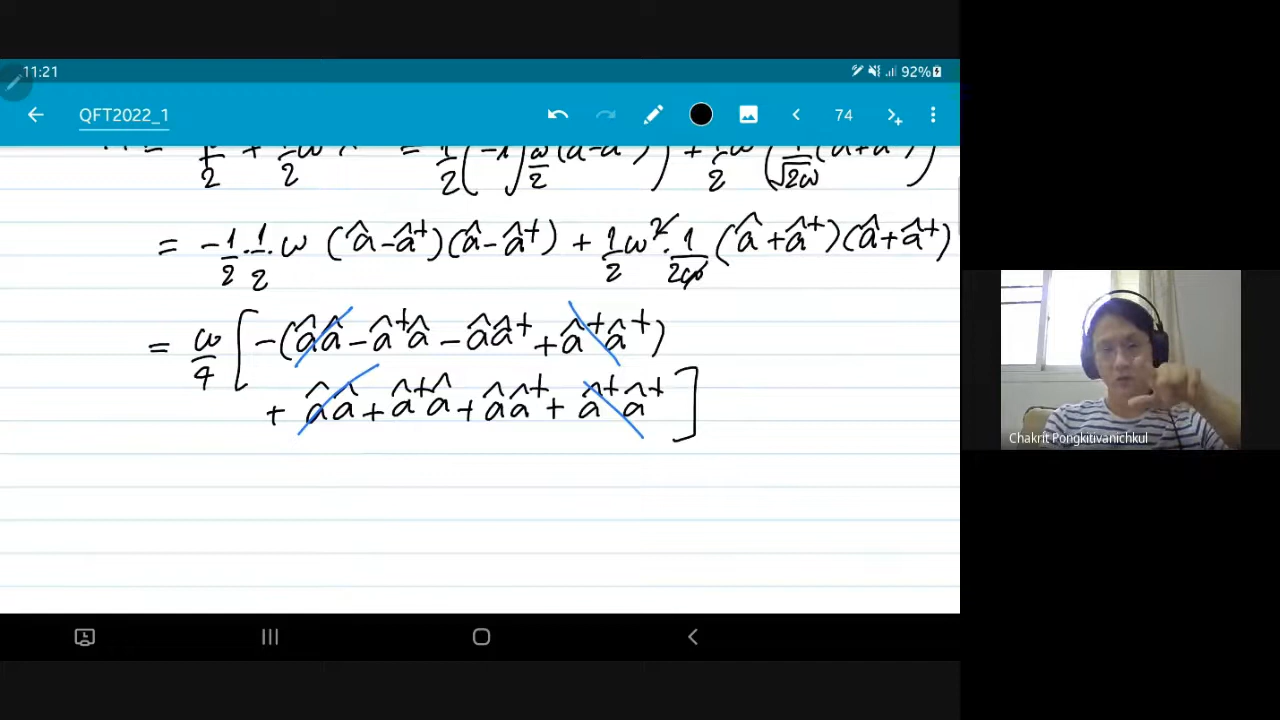 11:21 92%
QFT2022_1 74
= -1/2 · 1/2 ω (â - â†)(â - â†) + 1/2 ω² · 1/2ω (â + â†)(â + â†)
= ω/4 [ -(ââ - â†â - ââ† + â†â†)
+ ââ + â†â + ââ† + â†â† ]
Chakrit Pongkitivanichkul